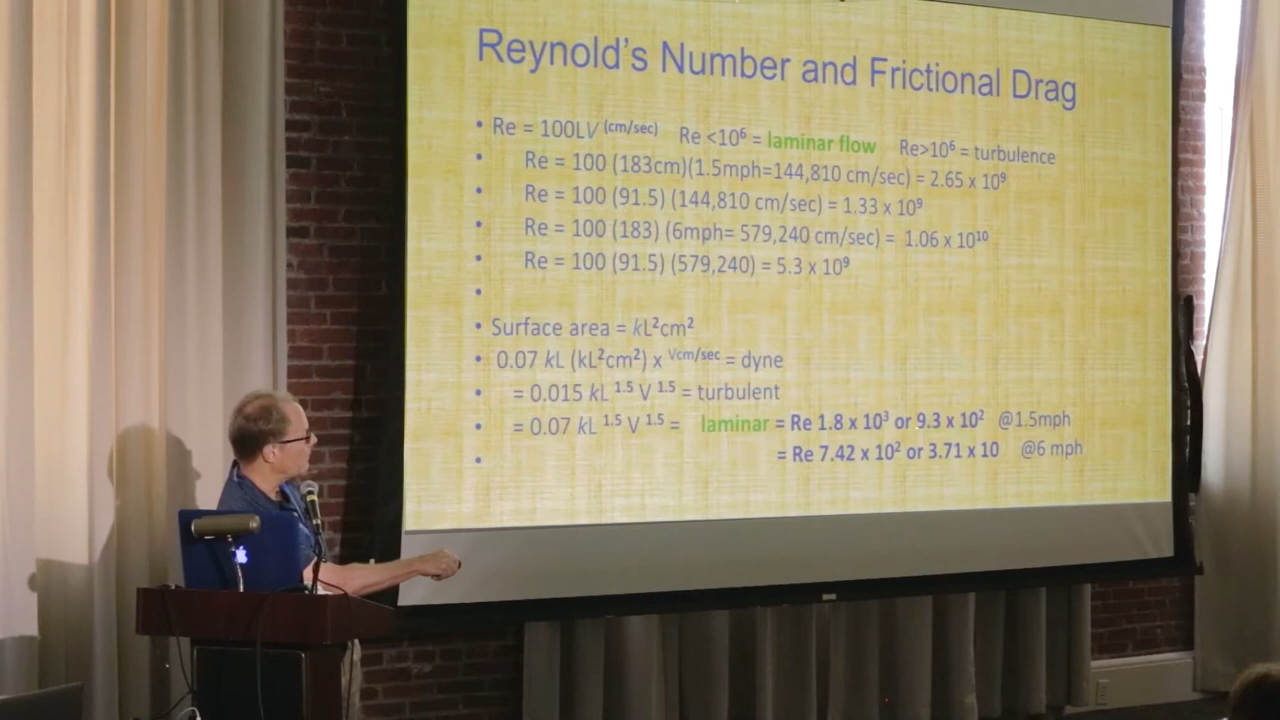 Reynold's Number and Frictional Drag
• Re = 100LV (cm/sec) Re <10⁶ = laminar flow Re>10⁶ = turbulence
• Re = 100 (183cm)(1.5mph=144,810 cm/sec) = 2.65 x 10⁹
• Re = 100 (91.5) (144,810 cm/sec) = 1.33 x 10⁹
• Re = 100 (183) (6mph= 579,240 cm/sec) = 1.06 x 10¹⁰
• Re = 100 (91.5) (579,240) = 5.3 x 10⁹
•
• Surface area = kL²cm²
• 0.07 kL (kL²cm²) x Vcm/sec = dyne
• = 0.015 kL 1.5 V 1.5 = turbulent
• = 0.07 kL 1.5 V 1.5 = laminar = Re 1.8 x 10³ or 9.3 x 10² @1.5mph
• = Re 7.42 x 10² or 3.71 x 10 @6 mph